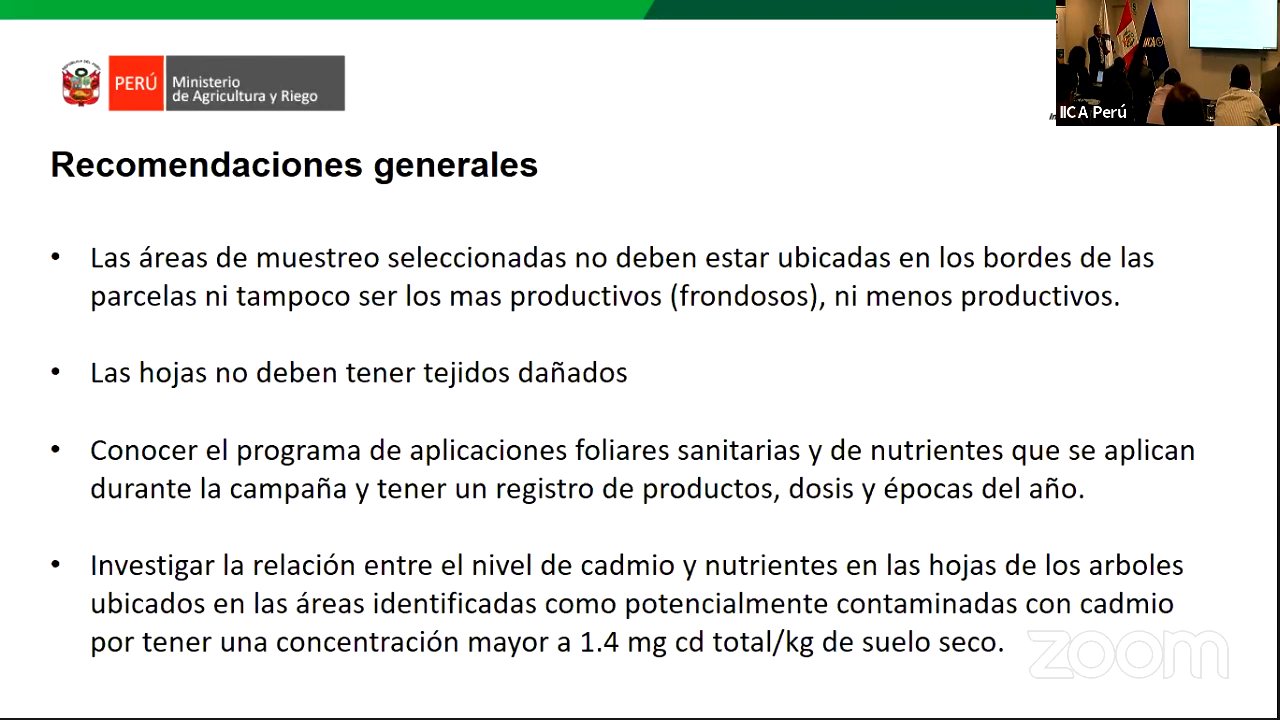 PERÚ
Ministerio
de Agricultura y Riego
IICA Perú
Recomendaciones generales
• Las áreas de muestreo seleccionadas no deben estar ubicadas en los bordes de las
parcelas ni tampoco ser los mas productivos (frondosos), ni menos productivos.
• Las hojas no deben tener tejidos dañados
• Conocer el programa de aplicaciones foliares sanitarias y de nutrientes que se aplican
durante la campaña y tener un registro de productos, dosis y épocas del año.
• Investigar la relación entre el nivel de cadmio y nutrientes en las hojas de los arboles
ubicados en las áreas identificadas como potencialmente contaminadas con cadmio
por tener una concentración mayor a 1.4 mg cd total/kg de suelo seco.
zoom